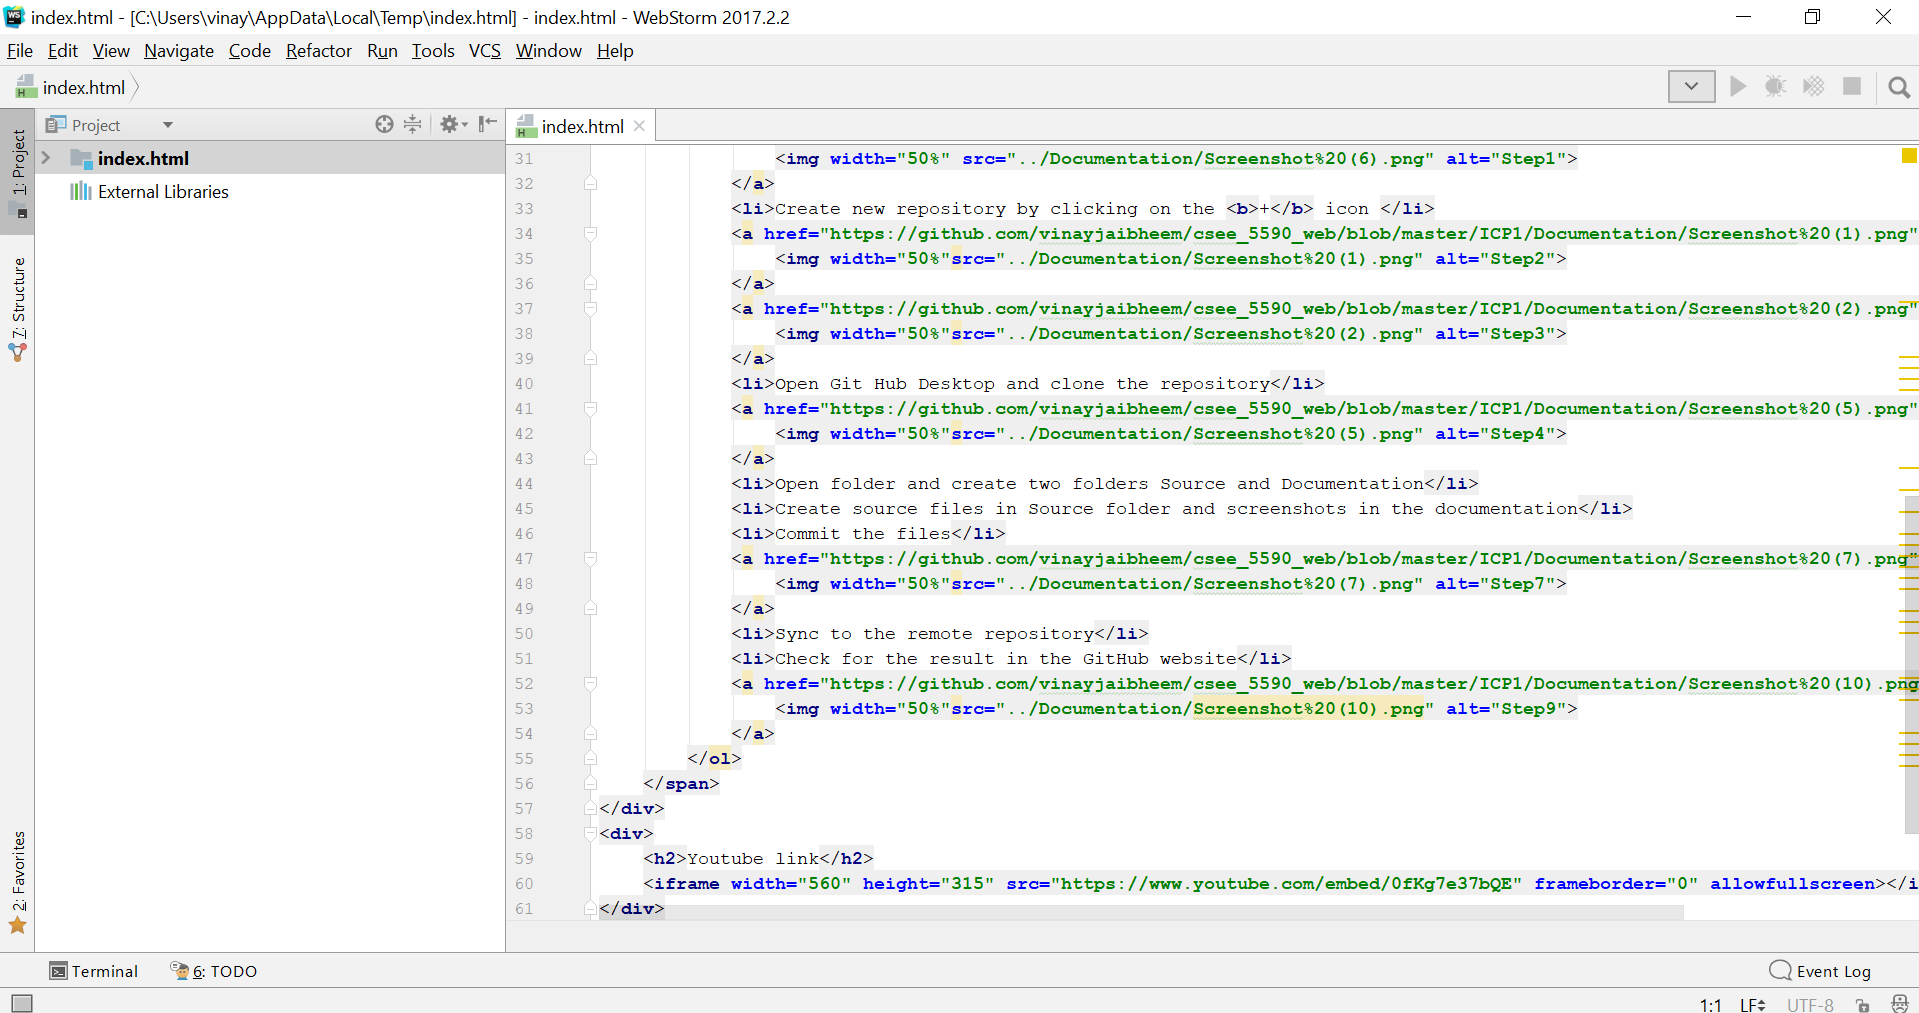 index.html - [C:\Users\vinay\AppData\Local\Temp\index.html] - index.html - WebStorm 2017.2.2
File Edit View Navigate Code Refactor Run Tools VCS Window Help
index.html
Project
index.html
1: Project
index.html
External Libraries
7: Structure
2: Favorites
31 <img width="50%" src="../Documentation/Screenshot%20(6).png" alt="Step1">
32 </a>
33 <li>Create new repository by clicking on the <b>+</b> icon </li>
34 <a href="https://github.com/vinayjaibheem/csee_5590_web/blob/master/ICP1/Documentation/Screenshot%20(1).png"
35 <img width="50%"src="../Documentation/Screenshot%20(1).png" alt="Step2">
36 </a>
37 <a href="https://github.com/vinayjaibheem/csee_5590_web/blob/master/ICP1/Documentation/Screenshot%20(2).png"
38 <img width="50%"src="../Documentation/Screenshot%20(2).png" alt="Step3">
39 </a>
40 <li>Open Git Hub Desktop and clone the repository</li>
41 <a href="https://github.com/vinayjaibheem/csee_5590_web/blob/master/ICP1/Documentation/Screenshot%20(5).png"
42 <img width="50%"src="../Documentation/Screenshot%20(5).png" alt="Step4">
43 </a>
44 <li>Open folder and create two folders Source and Documentation</li>
45 <li>Create source files in Source folder and screenshots in the documentation</li>
46 <li>Commit the files</li>
47 <a href="https://github.com/vinayjaibheem/csee_5590_web/blob/master/ICP1/Documentation/Screenshot%20(7).png"
48 <img width="50%"src="../Documentation/Screenshot%20(7).png" alt="Step7">
49 </a>
50 <li>Sync to the remote repository</li>
51 <li>Check for the result in the GitHub website</li>
52 <a href="https://github.com/vinayjaibheem/csee_5590_web/blob/master/ICP1/Documentation/Screenshot%20(10).png
53 <img width="50%"src="../Documentation/Screenshot%20(10).png" alt="Step9">
54 </a>
55 </ol>
56 </span>
57 </div>
58 <div>
59 <h2>Youtube link</h2>
60 <iframe width="560" height="315" src="https://www.youtube.com/embed/0fKg7e37bQE" frameborder="0" allowfullscreen></i
61 </div>
Terminal 6: TODO Event Log
1:1 LF UTF-8